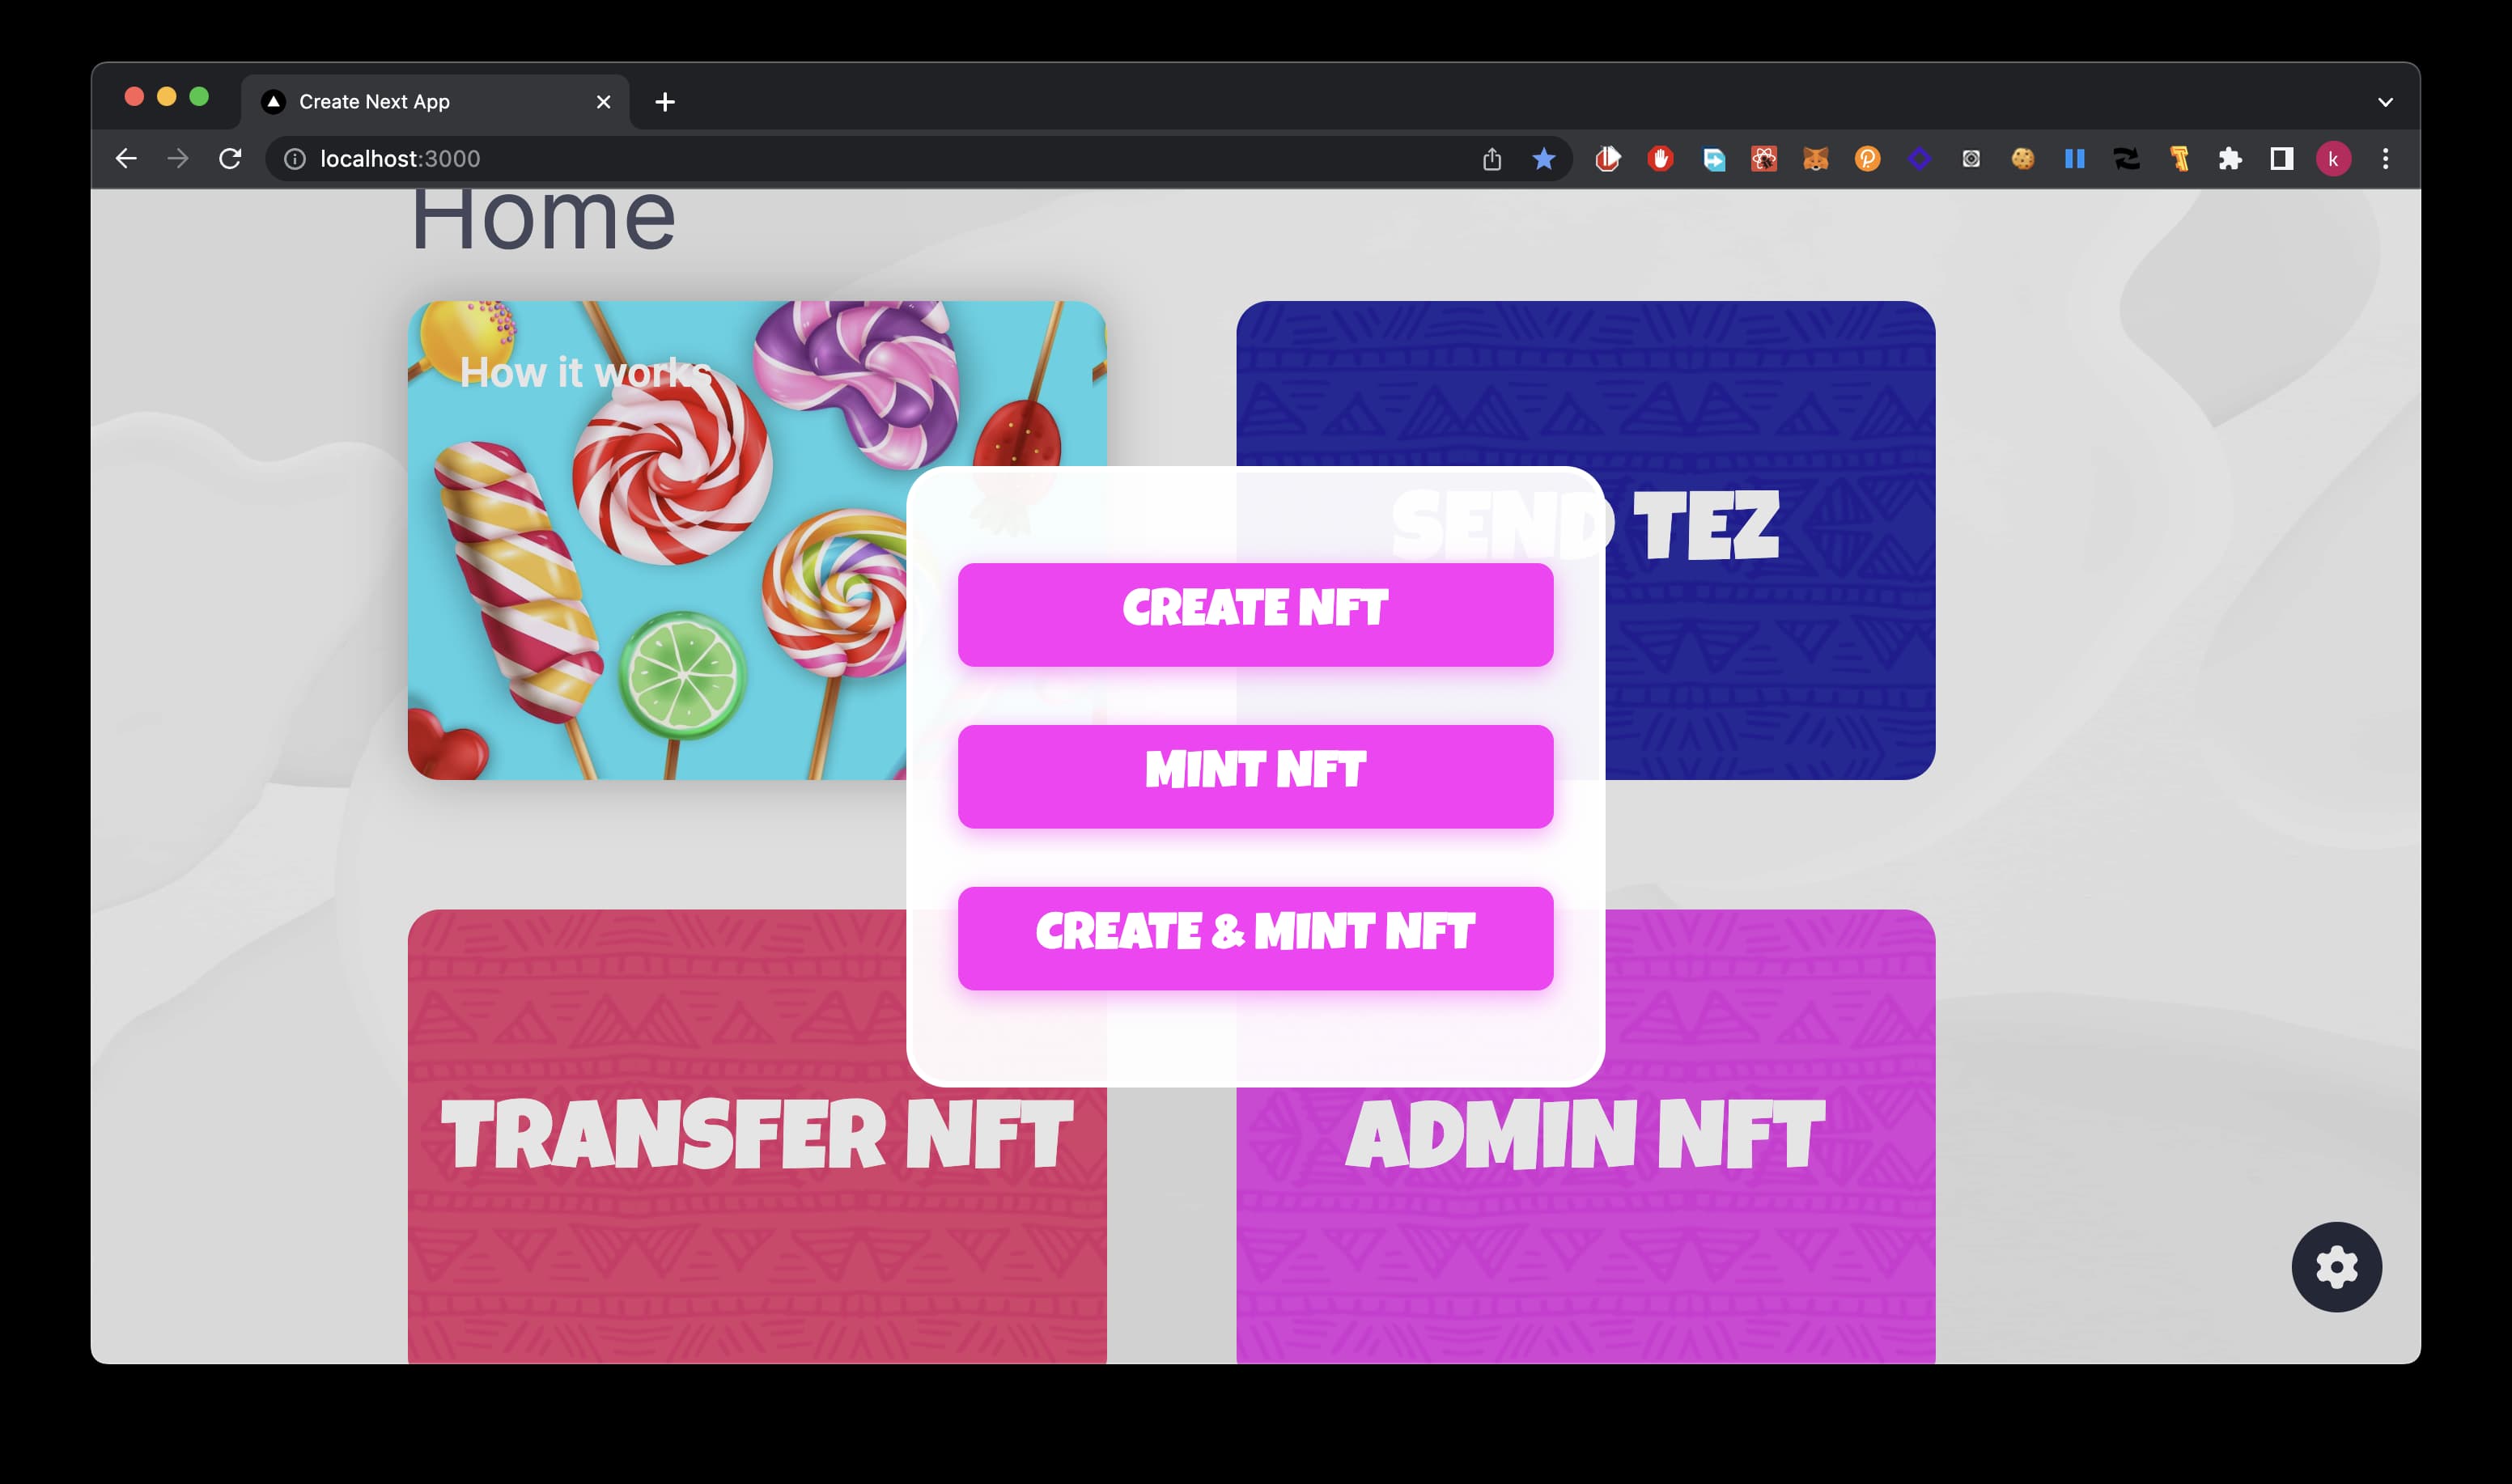 Create Next App
localhost:3000
k
Home
How it works
SEND TEZ
CREATE NFT
MINT NFT
CREATE & MINT NFT
TRANSFER NFT
ADMIN NFT